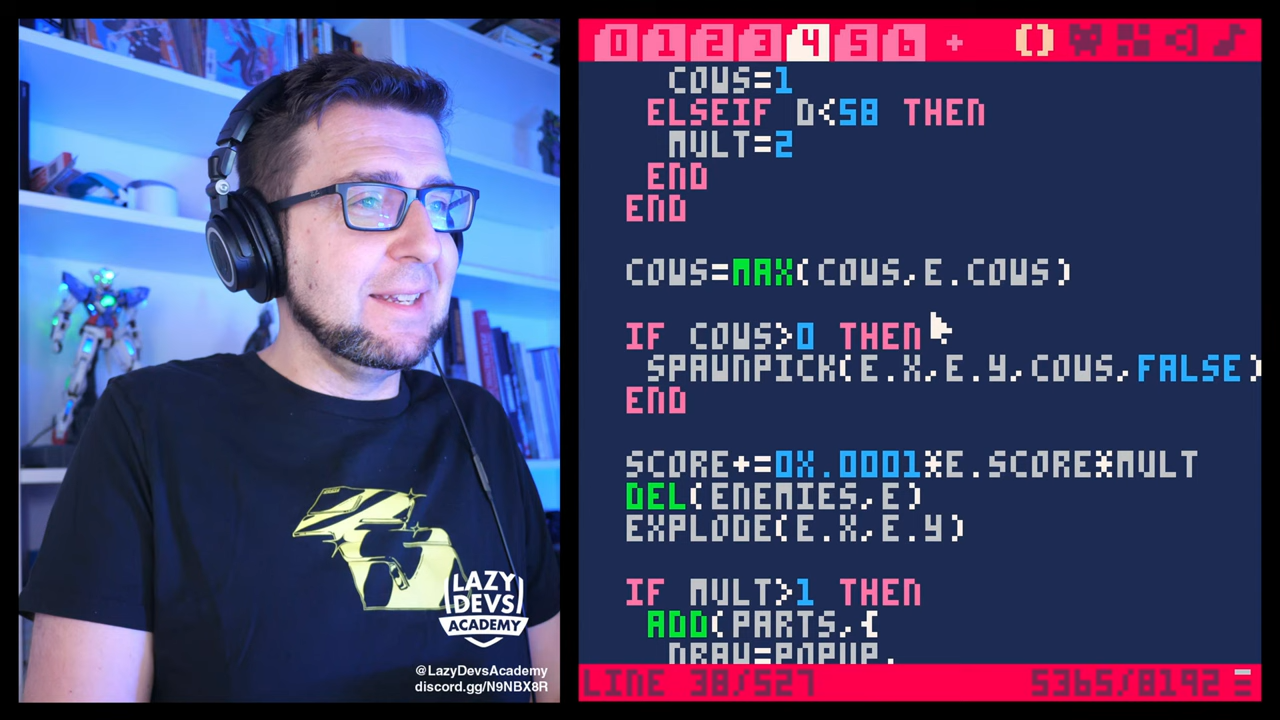 LAZY
DEVS
ACADEMY
@LazyDevsAcademy
discord.gg/N9NBX8R
0 1 2 3 4 5 6 +
COWS=1
ELSEIF D<58 THEN
MULT=2
END
END
COWS=MAX(COWS,E.COWS)
IF COWS>0 THEN
SPAWNPICK(E.X,E.Y,COWS,FALSE)
END
SCORE+=0X.0001*E.SCORE*MULT
DEL(ENEMIES,E)
EXPLODE(E.X,E.Y)
IF MULT>1 THEN
ADD(PARTS,{
DRAW=POPUP,
LINE 38/527
5365/8192